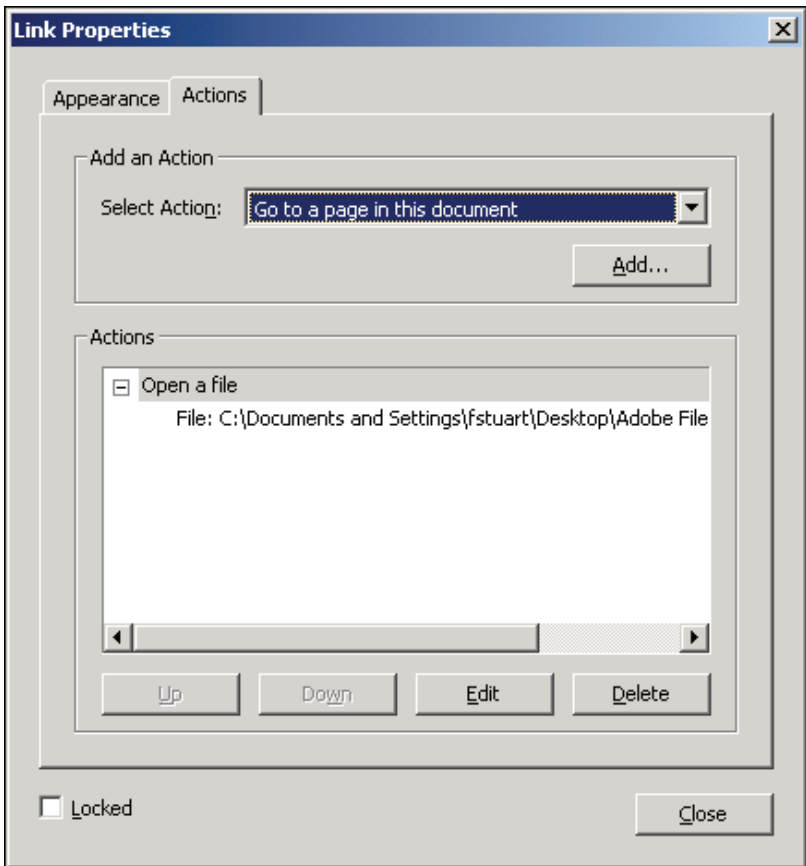 Link Properties
Appearance Actions
Add an Action
Select Action: Go to a page in this document
Add...
Actions
Open a file
File: C:\Documents and Settings\fstuart\Desktop\Adobe File
Up Down Edit Delete
Locked
Close